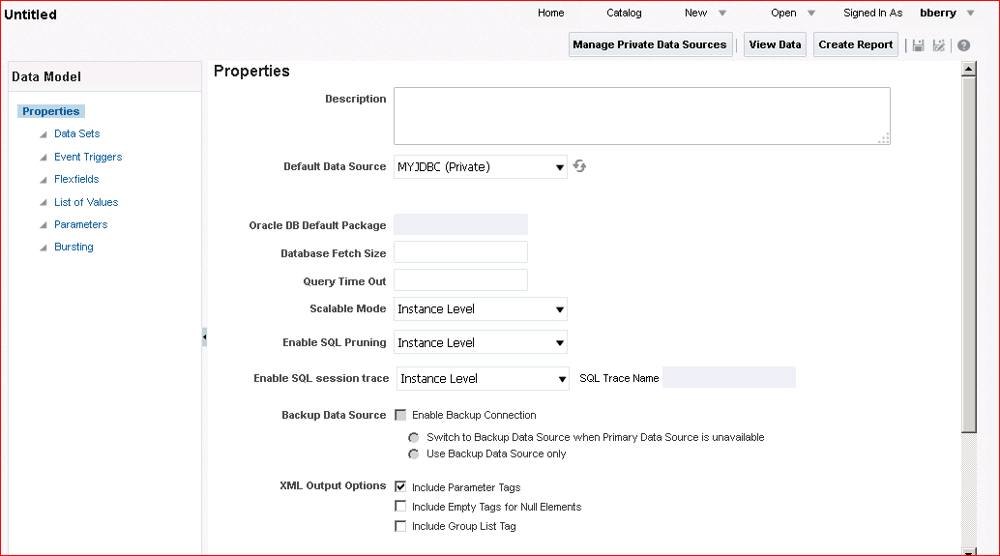 Untitled
Home Catalog New Open Signed In As bberry
Manage Private Data Sources View Data Create Report
Data Model
Properties
Data Sets
Event Triggers
Flexfields
List of Values
Parameters
Bursting
Properties
Description
Default Data Source MYJDBC (Private)
Oracle DB Default Package
Database Fetch Size
Query Time Out
Scalable Mode Instance Level
Enable SQL Pruning Instance Level
Enable SQL session trace Instance Level SQL Trace Name
Backup Data Source Enable Backup Connection
Switch to Backup Data Source when Primary Data Source is unavailable
Use Backup Data Source only
XML Output Options Include Parameter Tags
Include Empty Tags for Null Elements
Include Group List Tag